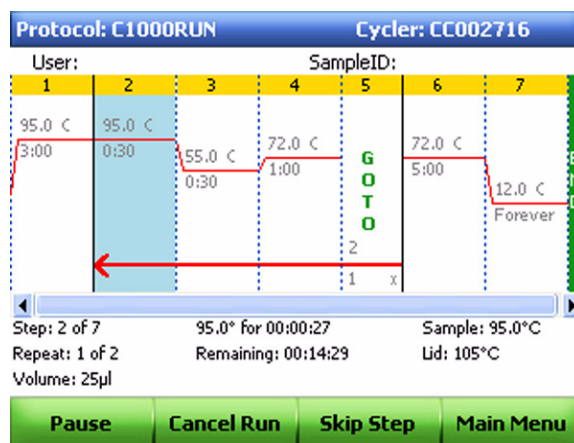 Protocol: C1000RUN Cycler: CC002716
User: SampleID:
1 2 3 4 5 6 7
95.0 C 95.0 C 55.0 C 72.0 C GOTO 72.0 C 12.0 C
3:00 0:30 0:30 1:00 5:00 Forever
2
1 x
Step: 2 of 7 95.0° for 00:00:27 Sample: 95.0°C
Repeat: 1 of 2 Remaining: 00:14:29 Lid: 105°C
Volume: 25µl
Pause Cancel Run Skip Step Main Menu